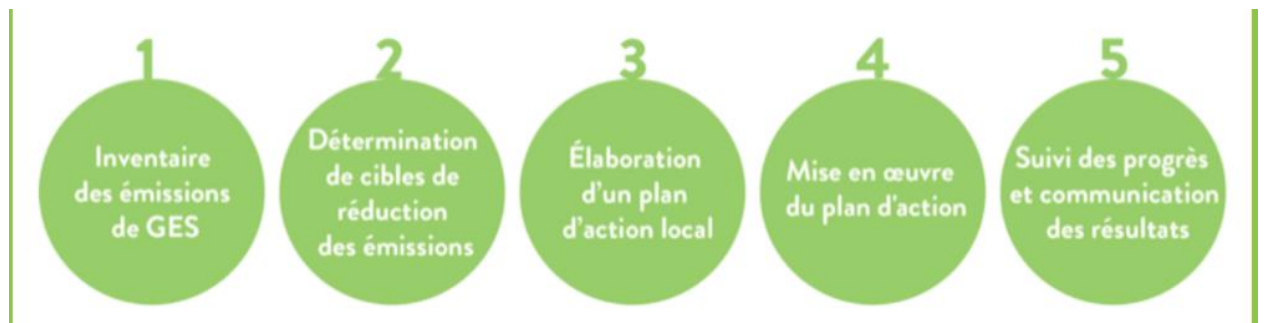 1
Inventaire
des émissions
de GES
2
Détermination
de cibles de
réduction
des émissions
3
Élaboration
d’un plan
d’action local
4
Mise en œuvre
du plan d'action
5
Suivi des progrès
et communication
des résultats